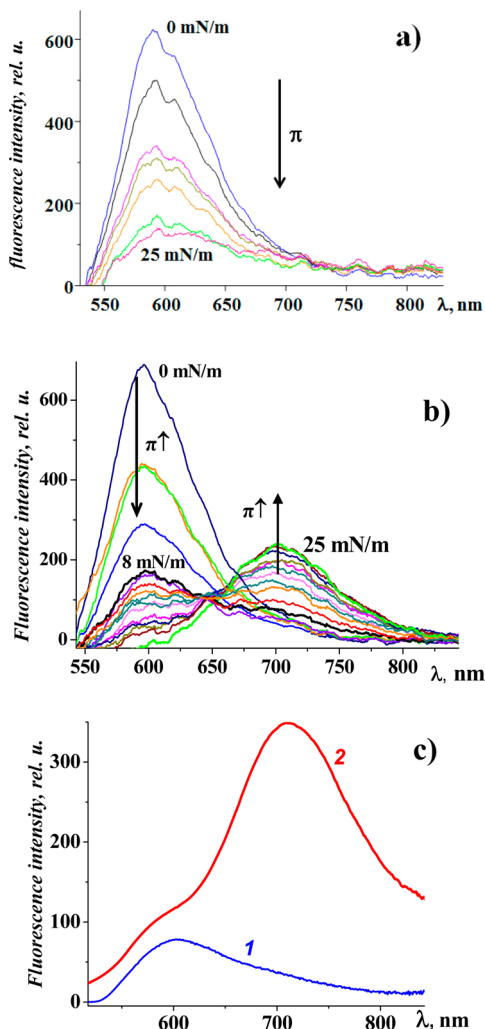 a)
0 mN/m
600
400
200
100
0
π
25 mN/m
fluorescence intensity, rel. u.
550 600 650 700 750 800
λ, nm
b)
0 mN/m
600
400
200
0
π↑
8 mN/m
π↑
25 mN/m
Fluorescence intensity, rel. u.
550 600 650 700 750 800
λ, nm
c)
300
200
100
0
2
1
Fluorescence intensity, rel. u.
600 700 800
λ, nm